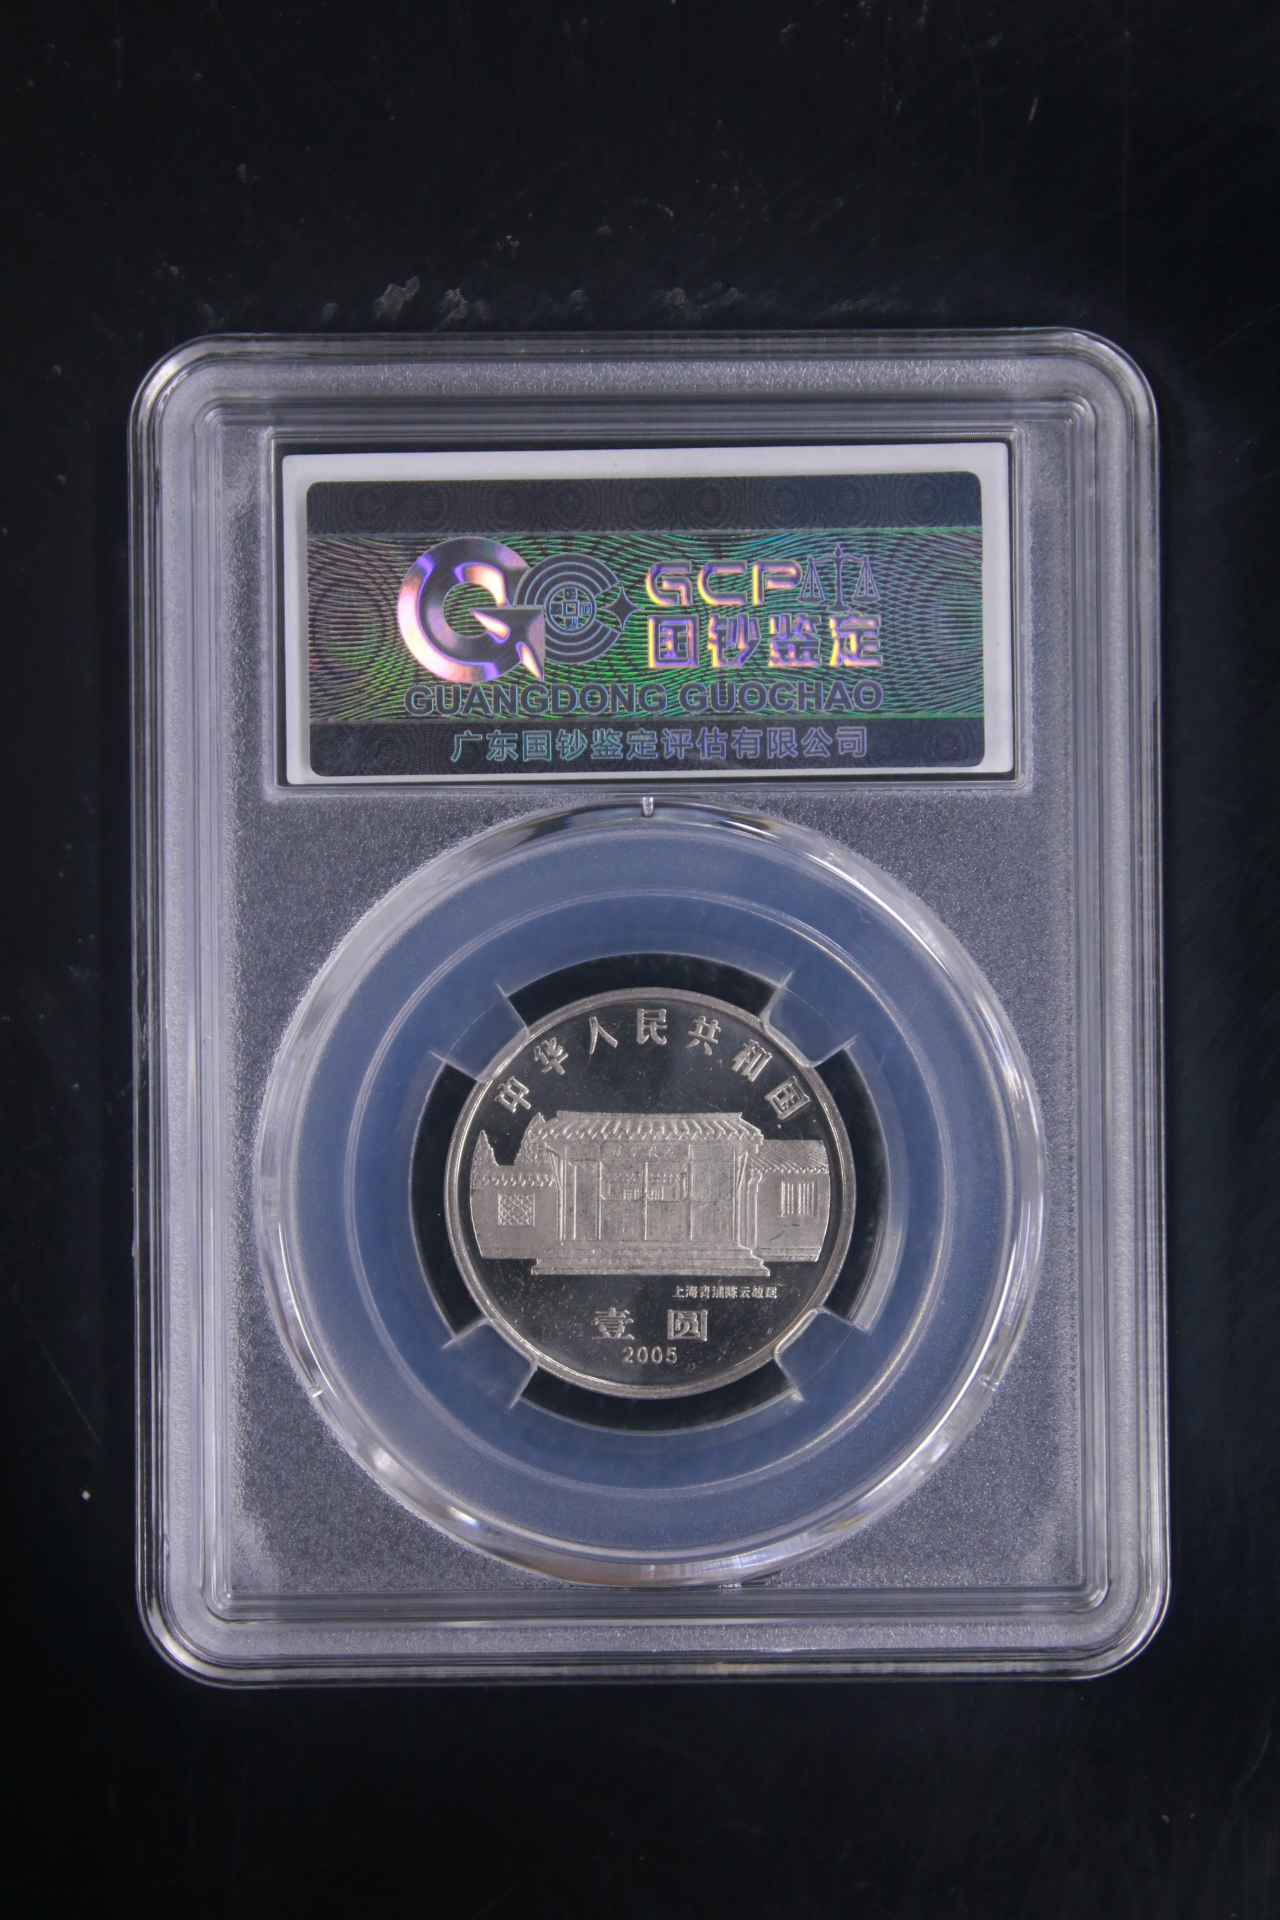 GCP
国钞鉴定
GUANGDONG GUOCHAO
广东国钞鉴定评估有限公司
中华人民共和国
上海青浦陈云故居
壹圆
2005